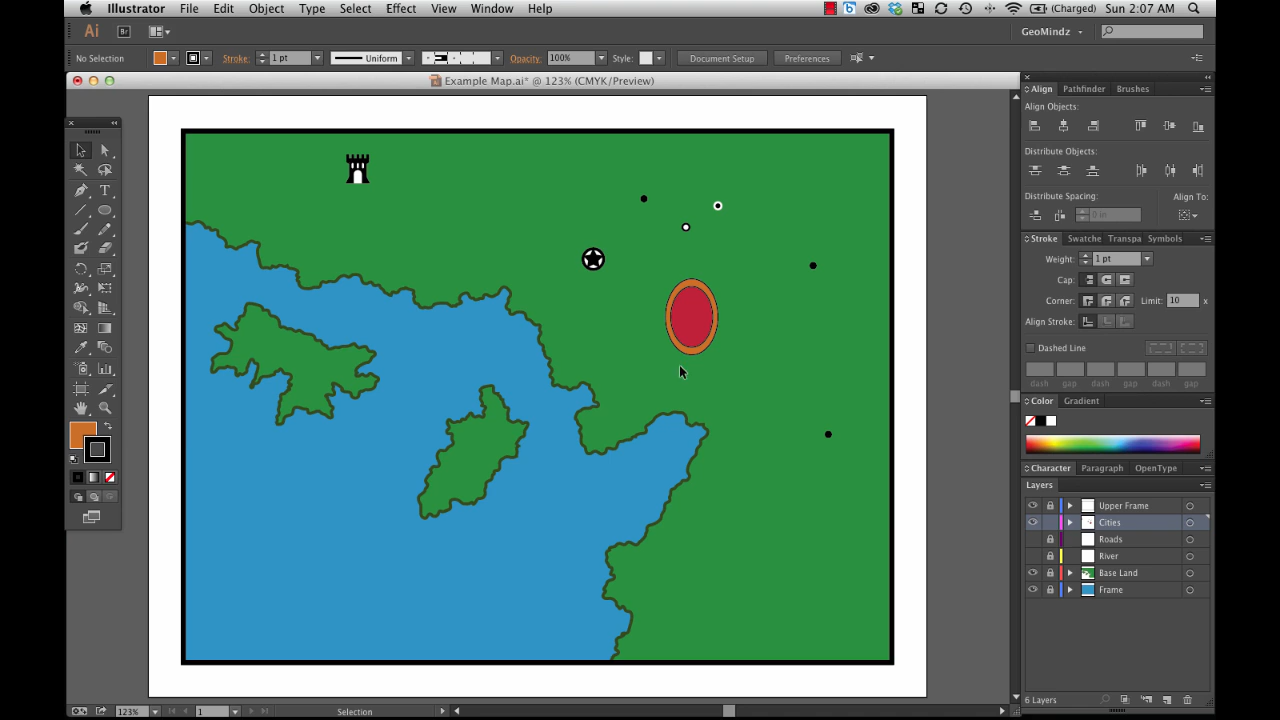 Illustrator File Edit Object Type Select Effect View Window Help (Charged) Sun 2:07 AM
Ai Br GeoMindz
No Selection Stroke: 1 pt Uniform Opacity: 100% Style: Document Setup Preferences
Example Map.ai* @ 123% (CMYK/Preview)
Align Pathfinder Brushes
Align Objects:
Distribute Objects:
Distribute Spacing: Align To:
0 in
Stroke Swatche Transpa Symbols
Weight: 1 pt
Cap:
Corner: Limit: 10 x
Align Stroke:
Dashed Line
dash gap dash gap dash gap
Color Gradient
Character Paragraph OpenType
Layers
Upper Frame
Cities
Roads
River
Base Land
Frame
6 Layers
123% 1 Selection